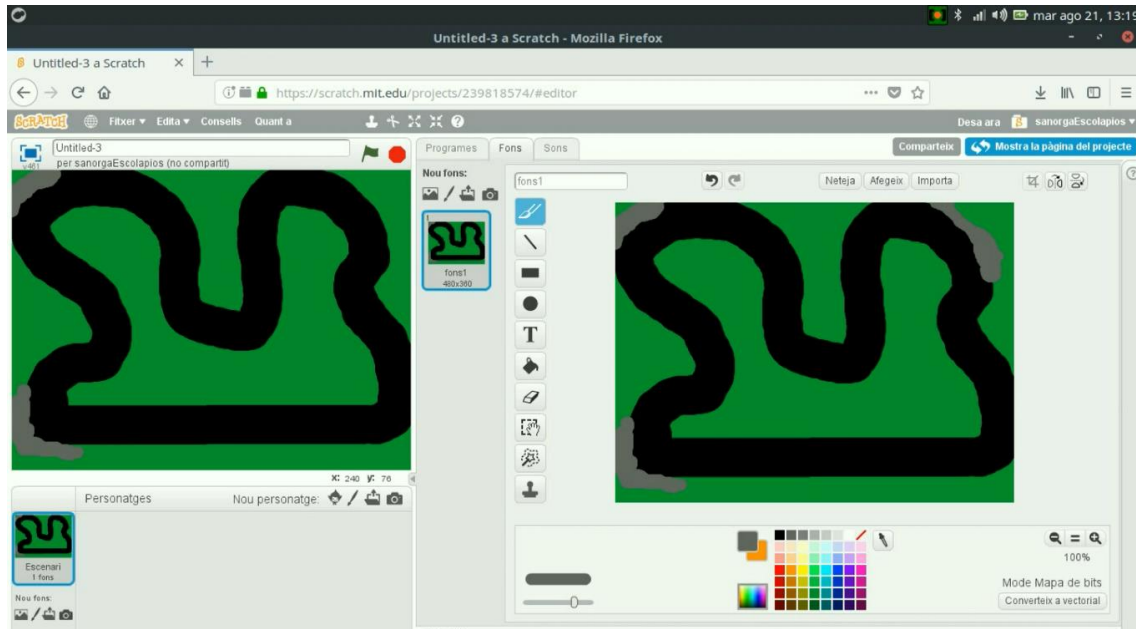 mar ago 21, 13:19
Untitled-3 a Scratch - Mozilla Firefox
Untitled-3 a Scratch
https://scratch.mit.edu/projects/239818574/#editor
SCRATCH Fitxer Edita Consells Quant a Desa ara sanorgaEscolapios
Untitled-3
per sanorgaEscolapios (no compartit)
v461
Programes Fons Sons
Comparteix Mostra la pàgina del projecte
Nou fons:
fons1
Neteja Afegeix Importa
1
fons1
480x360
T
X: 240 Y: 76
Personatges Nou personatge:
Escenari
1 fons
Nou fons:
100%
Mode Mapa de bits
Converteix a vectorial